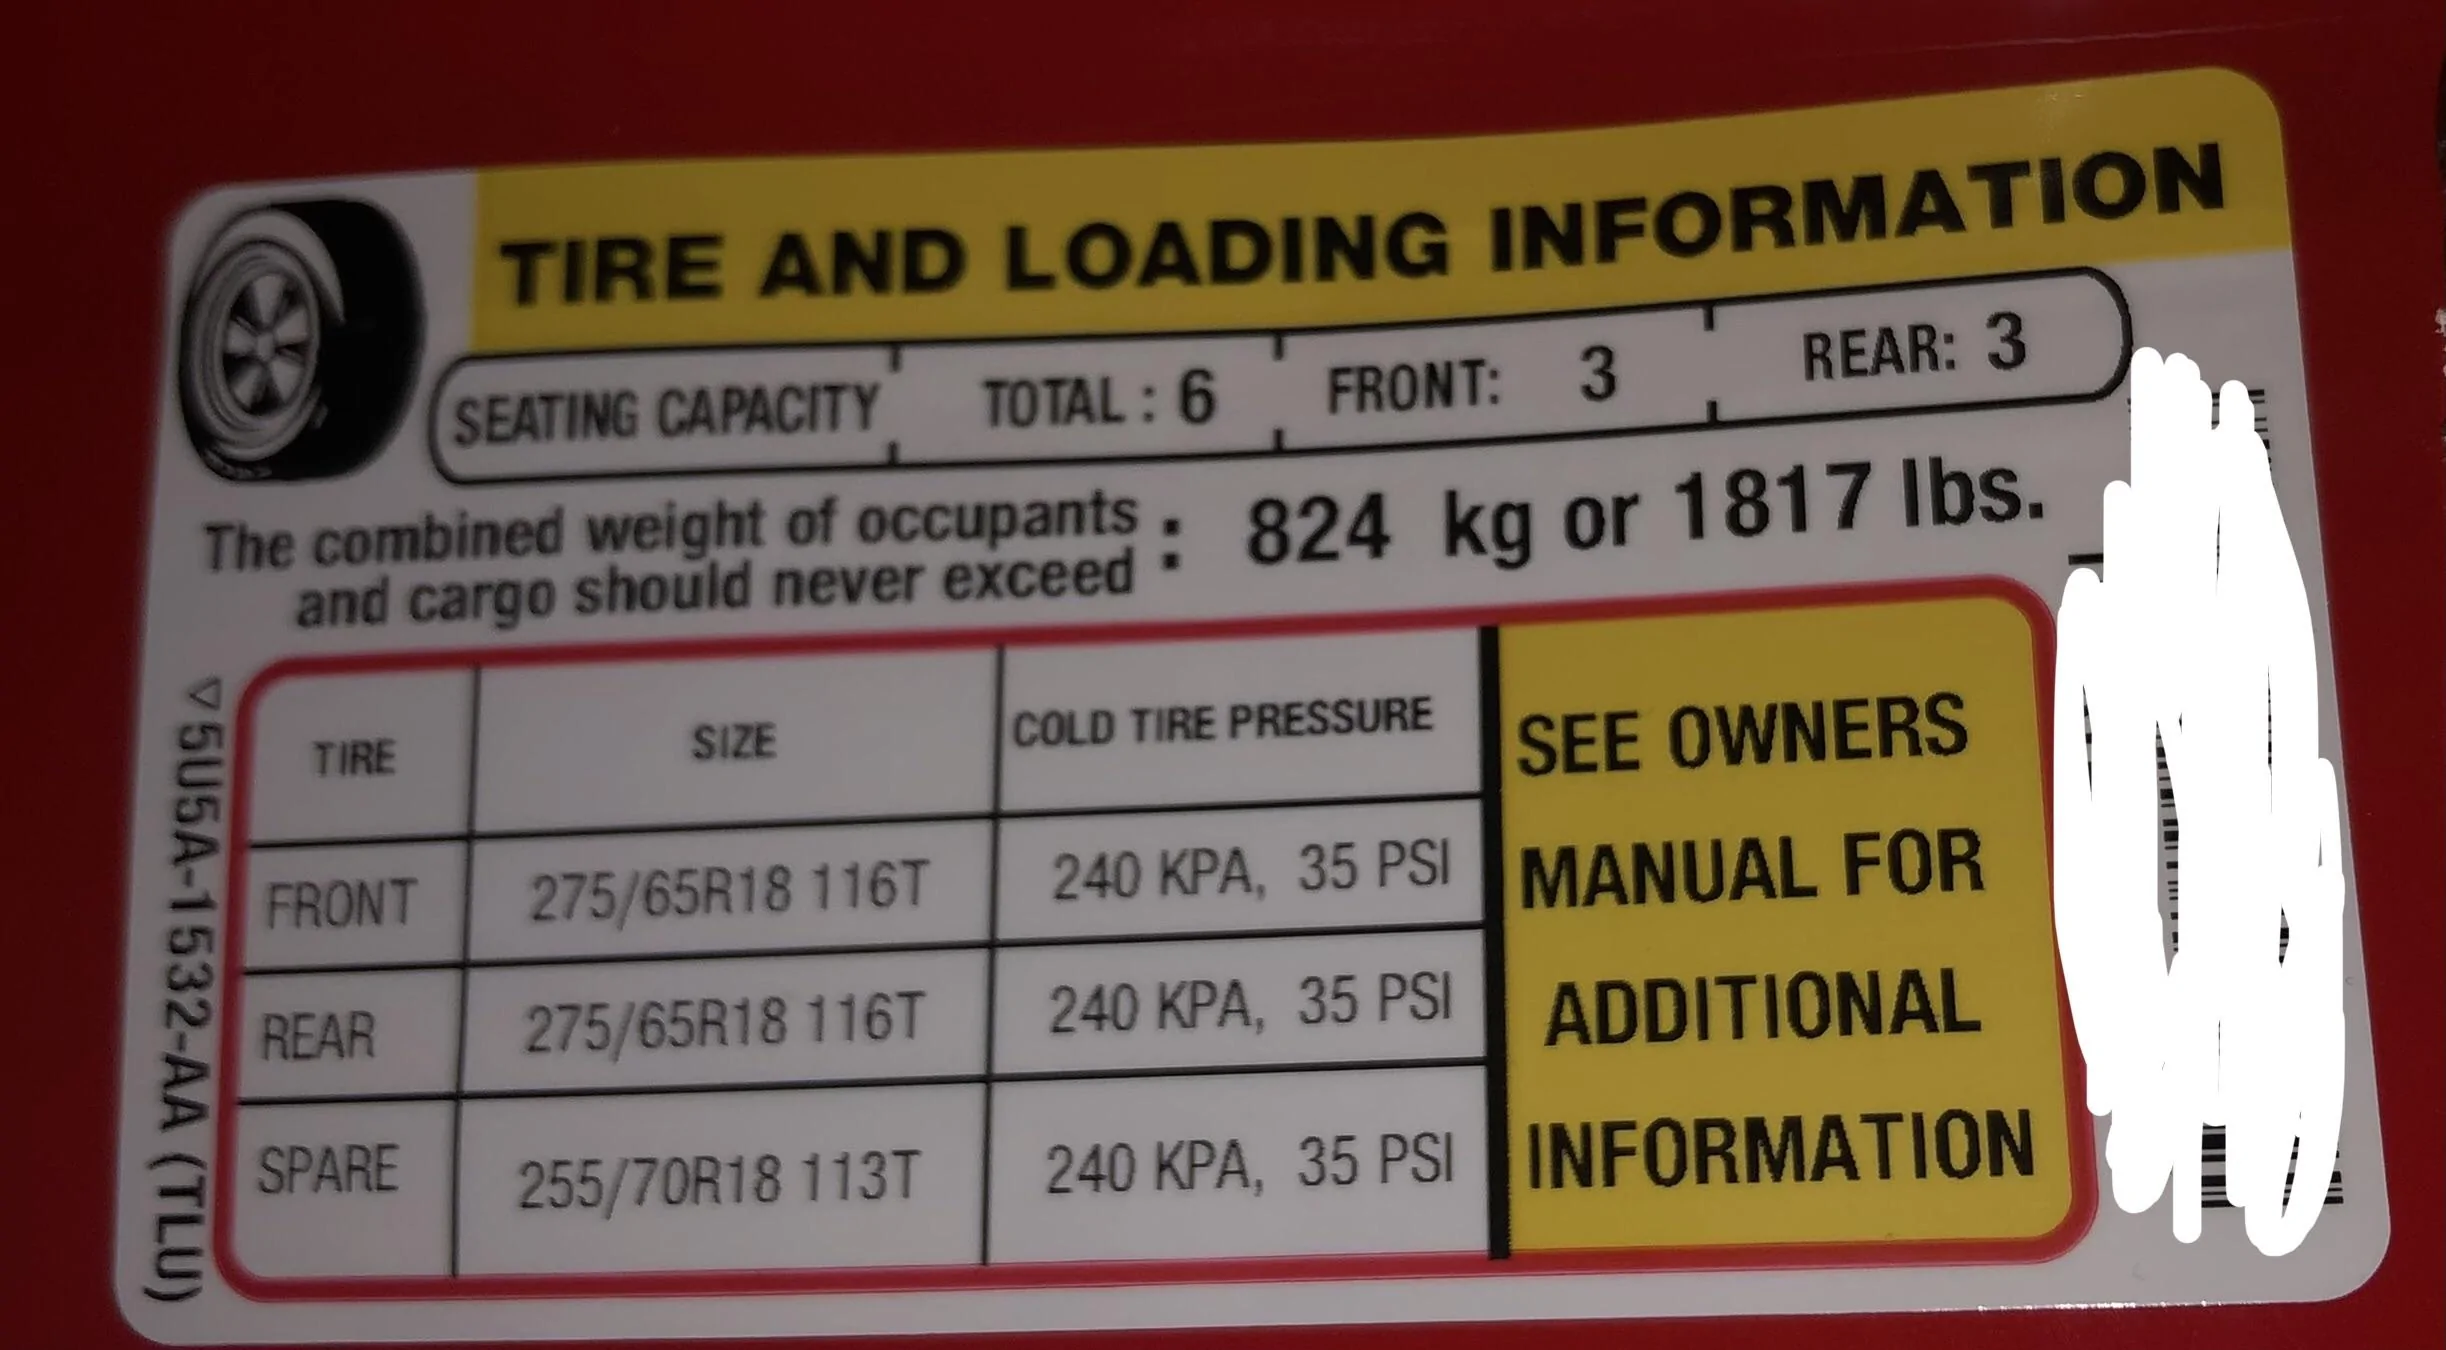 TIRE AND LOADING INFORMATION
SEATING CAPACITY TOTAL : 6 FRONT: 3 REAR: 3
The combined weight of occupants
and cargo should never exceed : 824 kg or 1817 lbs.
TIRE SIZE COLD TIRE PRESSURE
FRONT 275/65R18 116T 240 KPA, 35 PSI
REAR 275/65R18 116T 240 KPA, 35 PSI
SPARE 255/70R18 113T 240 KPA, 35 PSI
SEE OWNERS
MANUAL FOR
ADDITIONAL
INFORMATION
▽5U5A-1532-AA (TLU)